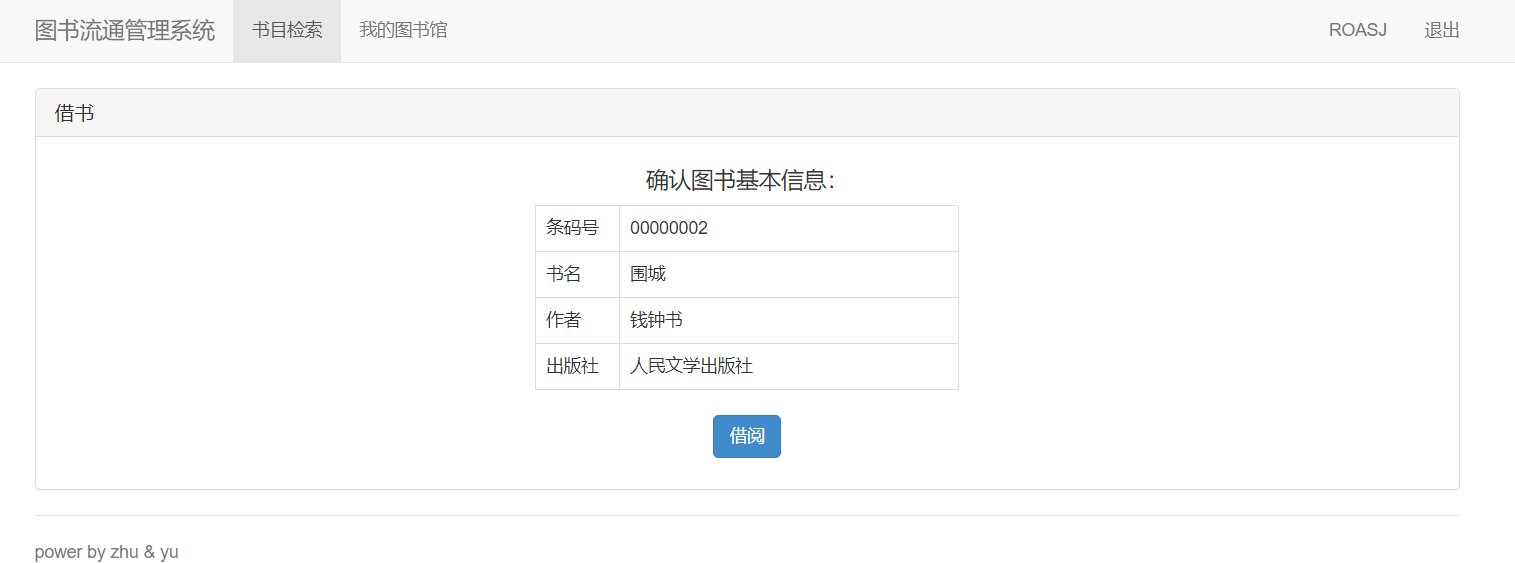 图书流通管理系统 书目检索 我的图书馆 ROASJ 退出
借书
确认图书基本信息：
条码号 00000002
书名 围城
作者 钱钟书
出版社 人民文学出版社
借阅
power by zhu & yu